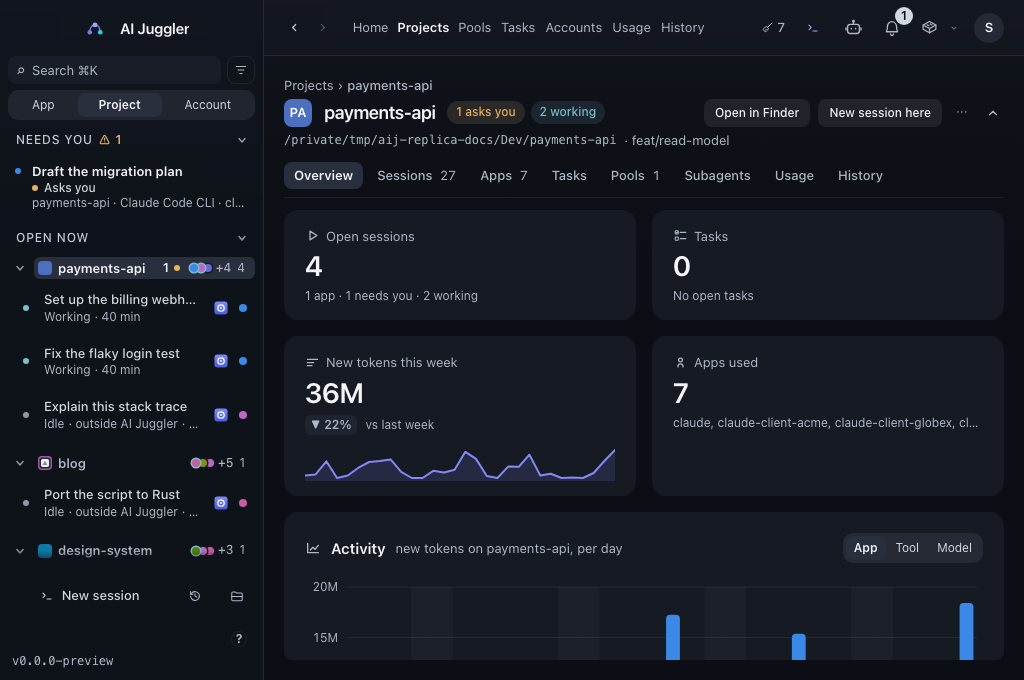 AI Juggler
Search ⌘K
App Project Account
NEEDS YOU 1
Draft the migration plan
Asks you
payments-api · Claude Code CLI · cl...
OPEN NOW
payments-api 1 +4 4
Set up the billing webh...
Working · 40 min
Fix the flaky login test
Working · 40 min
Explain this stack trace
Idle · outside AI Juggler · ...
blog +5 1
Port the script to Rust
Idle · outside AI Juggler · ...
design-system +3 1
New session
?
v0.0.0-preview
Home Projects Pools Tasks Accounts Usage History 7 1 S
Projects › payments-api
PA payments-api 1 asks you 2 working Open in Finder New session here ...
/private/tmp/aij-replica-docs/Dev/payments-api · feat/read-model
Overview Sessions 27 Apps 7 Tasks Pools 1 Subagents Usage History
Open sessions
4
1 app · 1 needs you · 2 working
Tasks
0
No open tasks
New tokens this week
36M
▼ 22% vs last week
Apps used
7
claude, claude-client-acme, claude-client-globex, cl...
Activity new tokens on payments-api, per day App Tool Model
20M
15M